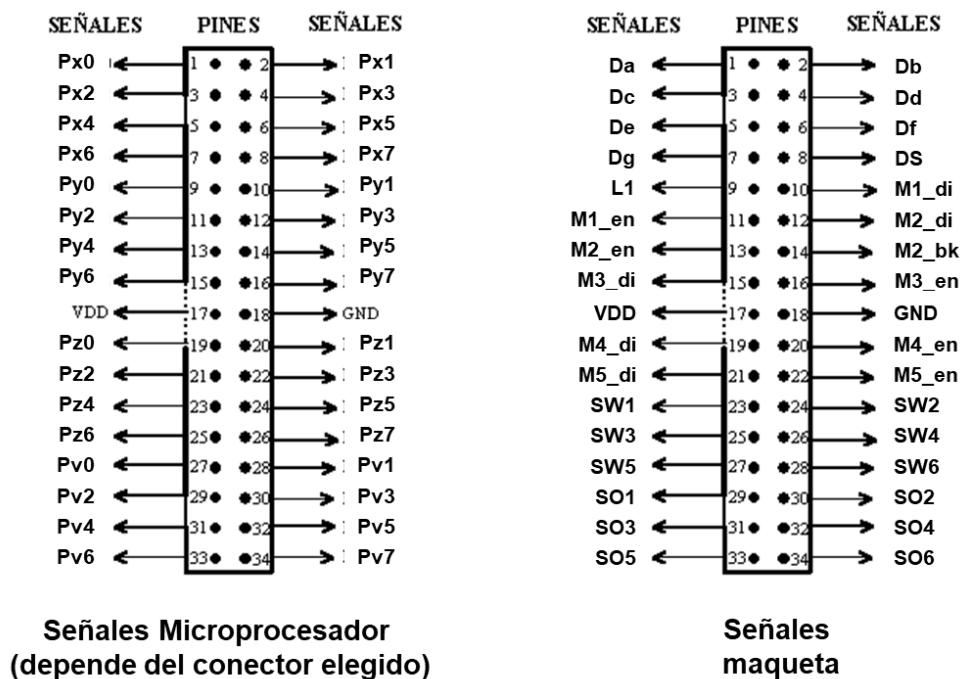 SEÑALES PINES SEÑALES
Px0 1 2 Px1
Px2 3 4 Px3
Px4 5 6 Px5
Px6 7 8 Px7
Py0 9 10 Py1
Py2 11 12 Py3
Py4 13 14 Py5
Py6 15 16 Py7
VDD 17 18 GND
Pz0 19 20 Pz1
Pz2 21 22 Pz3
Pz4 23 24 Pz5
Pz6 25 26 Pz7
Pv0 27 28 Pv1
Pv2 29 30 Pv3
Pv4 31 32 Pv5
Pv6 33 34 Pv7
Señales Microprocesador
(depende del conector elegido)
SEÑALES PINES SEÑALES
Da 1 2 Db
Dc 3 4 Dd
De 5 6 Df
Dg 7 8 DS
L1 9 10 M1_di
M1_en 11 12 M2_di
M2_en 13 14 M2_bk
M3_di 15 16 M3_en
VDD 17 18 GND
M4_di 19 20 M4_en
M5_di 21 22 M5_en
SW1 23 24 SW2
SW3 25 26 SW4
SW5 27 28 SW6
SO1 29 30 SO2
SO3 31 32 SO4
SO5 33 34 SO6
Señales
maqueta